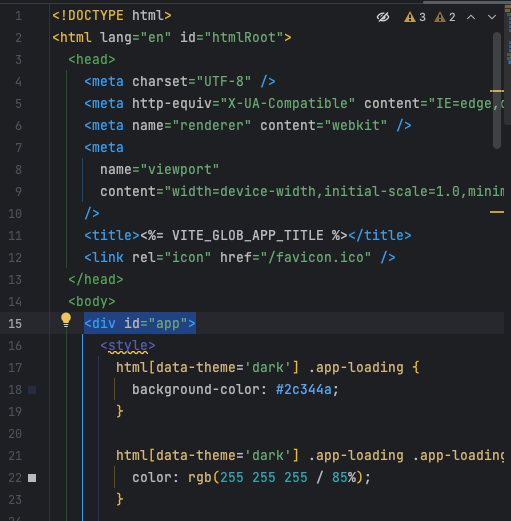 3 2
1 <!DOCTYPE html>
2 <html lang="en" id="htmlRoot">
3 <head>
4 <meta charset="UTF-8" />
5 <meta http-equiv="X-UA-Compatible" content="IE=edge,c
6 <meta name="renderer" content="webkit" />
7 <meta
8 name="viewport"
9 content="width=device-width,initial-scale=1.0,minim
10 />
11 <title><%= VITE_GLOB_APP_TITLE %></title>
12 <link rel="icon" href="/favicon.ico" />
13 </head>
14 <body>
15 <div id="app">
16 <style>
17 html[data-theme='dark'] .app-loading {
18 background-color: #2c344a;
19 }
20
21 html[data-theme='dark'] .app-loading .app-loading
22 color: rgb(255 255 255 / 85%);
23 }